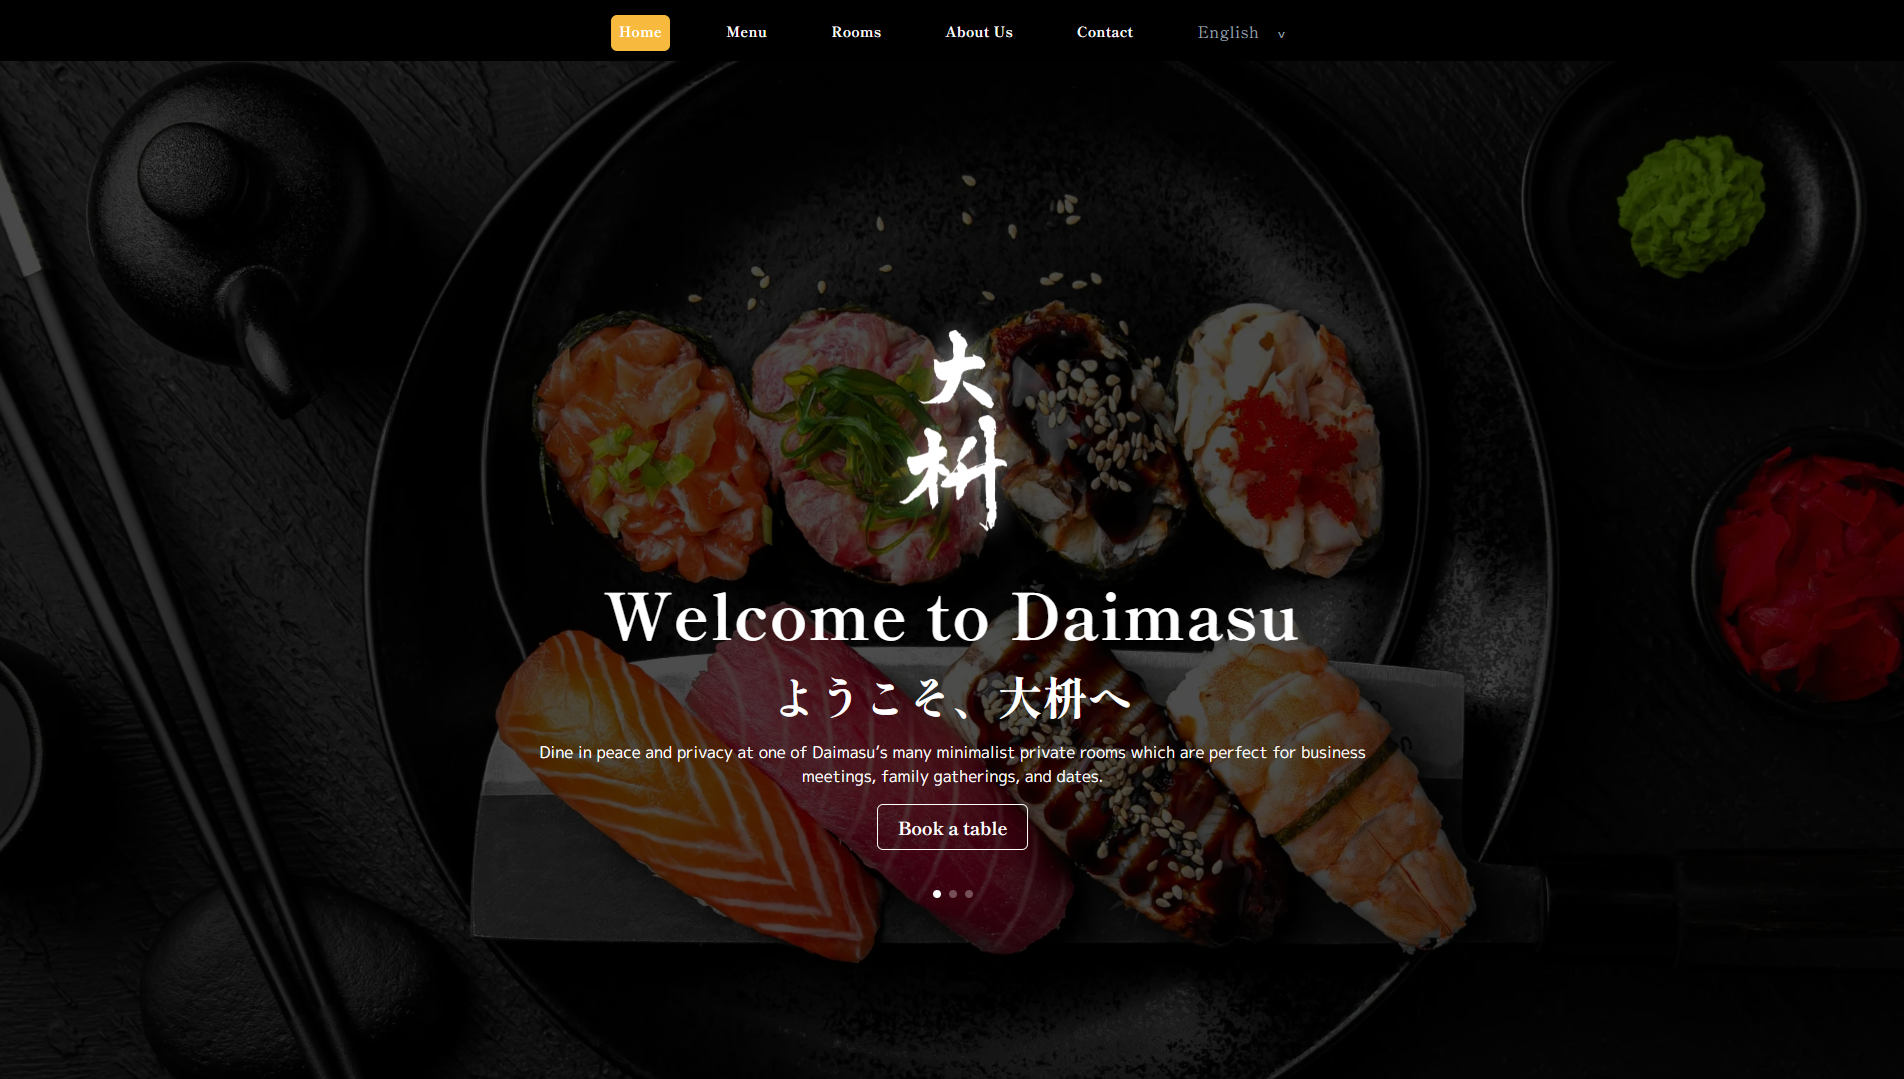 Home Menu Rooms About Us Contact English v
大
枡
Welcome to Daimasu
ようこそ、大枡へ
Dine in peace and privacy at one of Daimasu’s many minimalist private rooms which are perfect for business
meetings, family gatherings, and dates.
Book a table